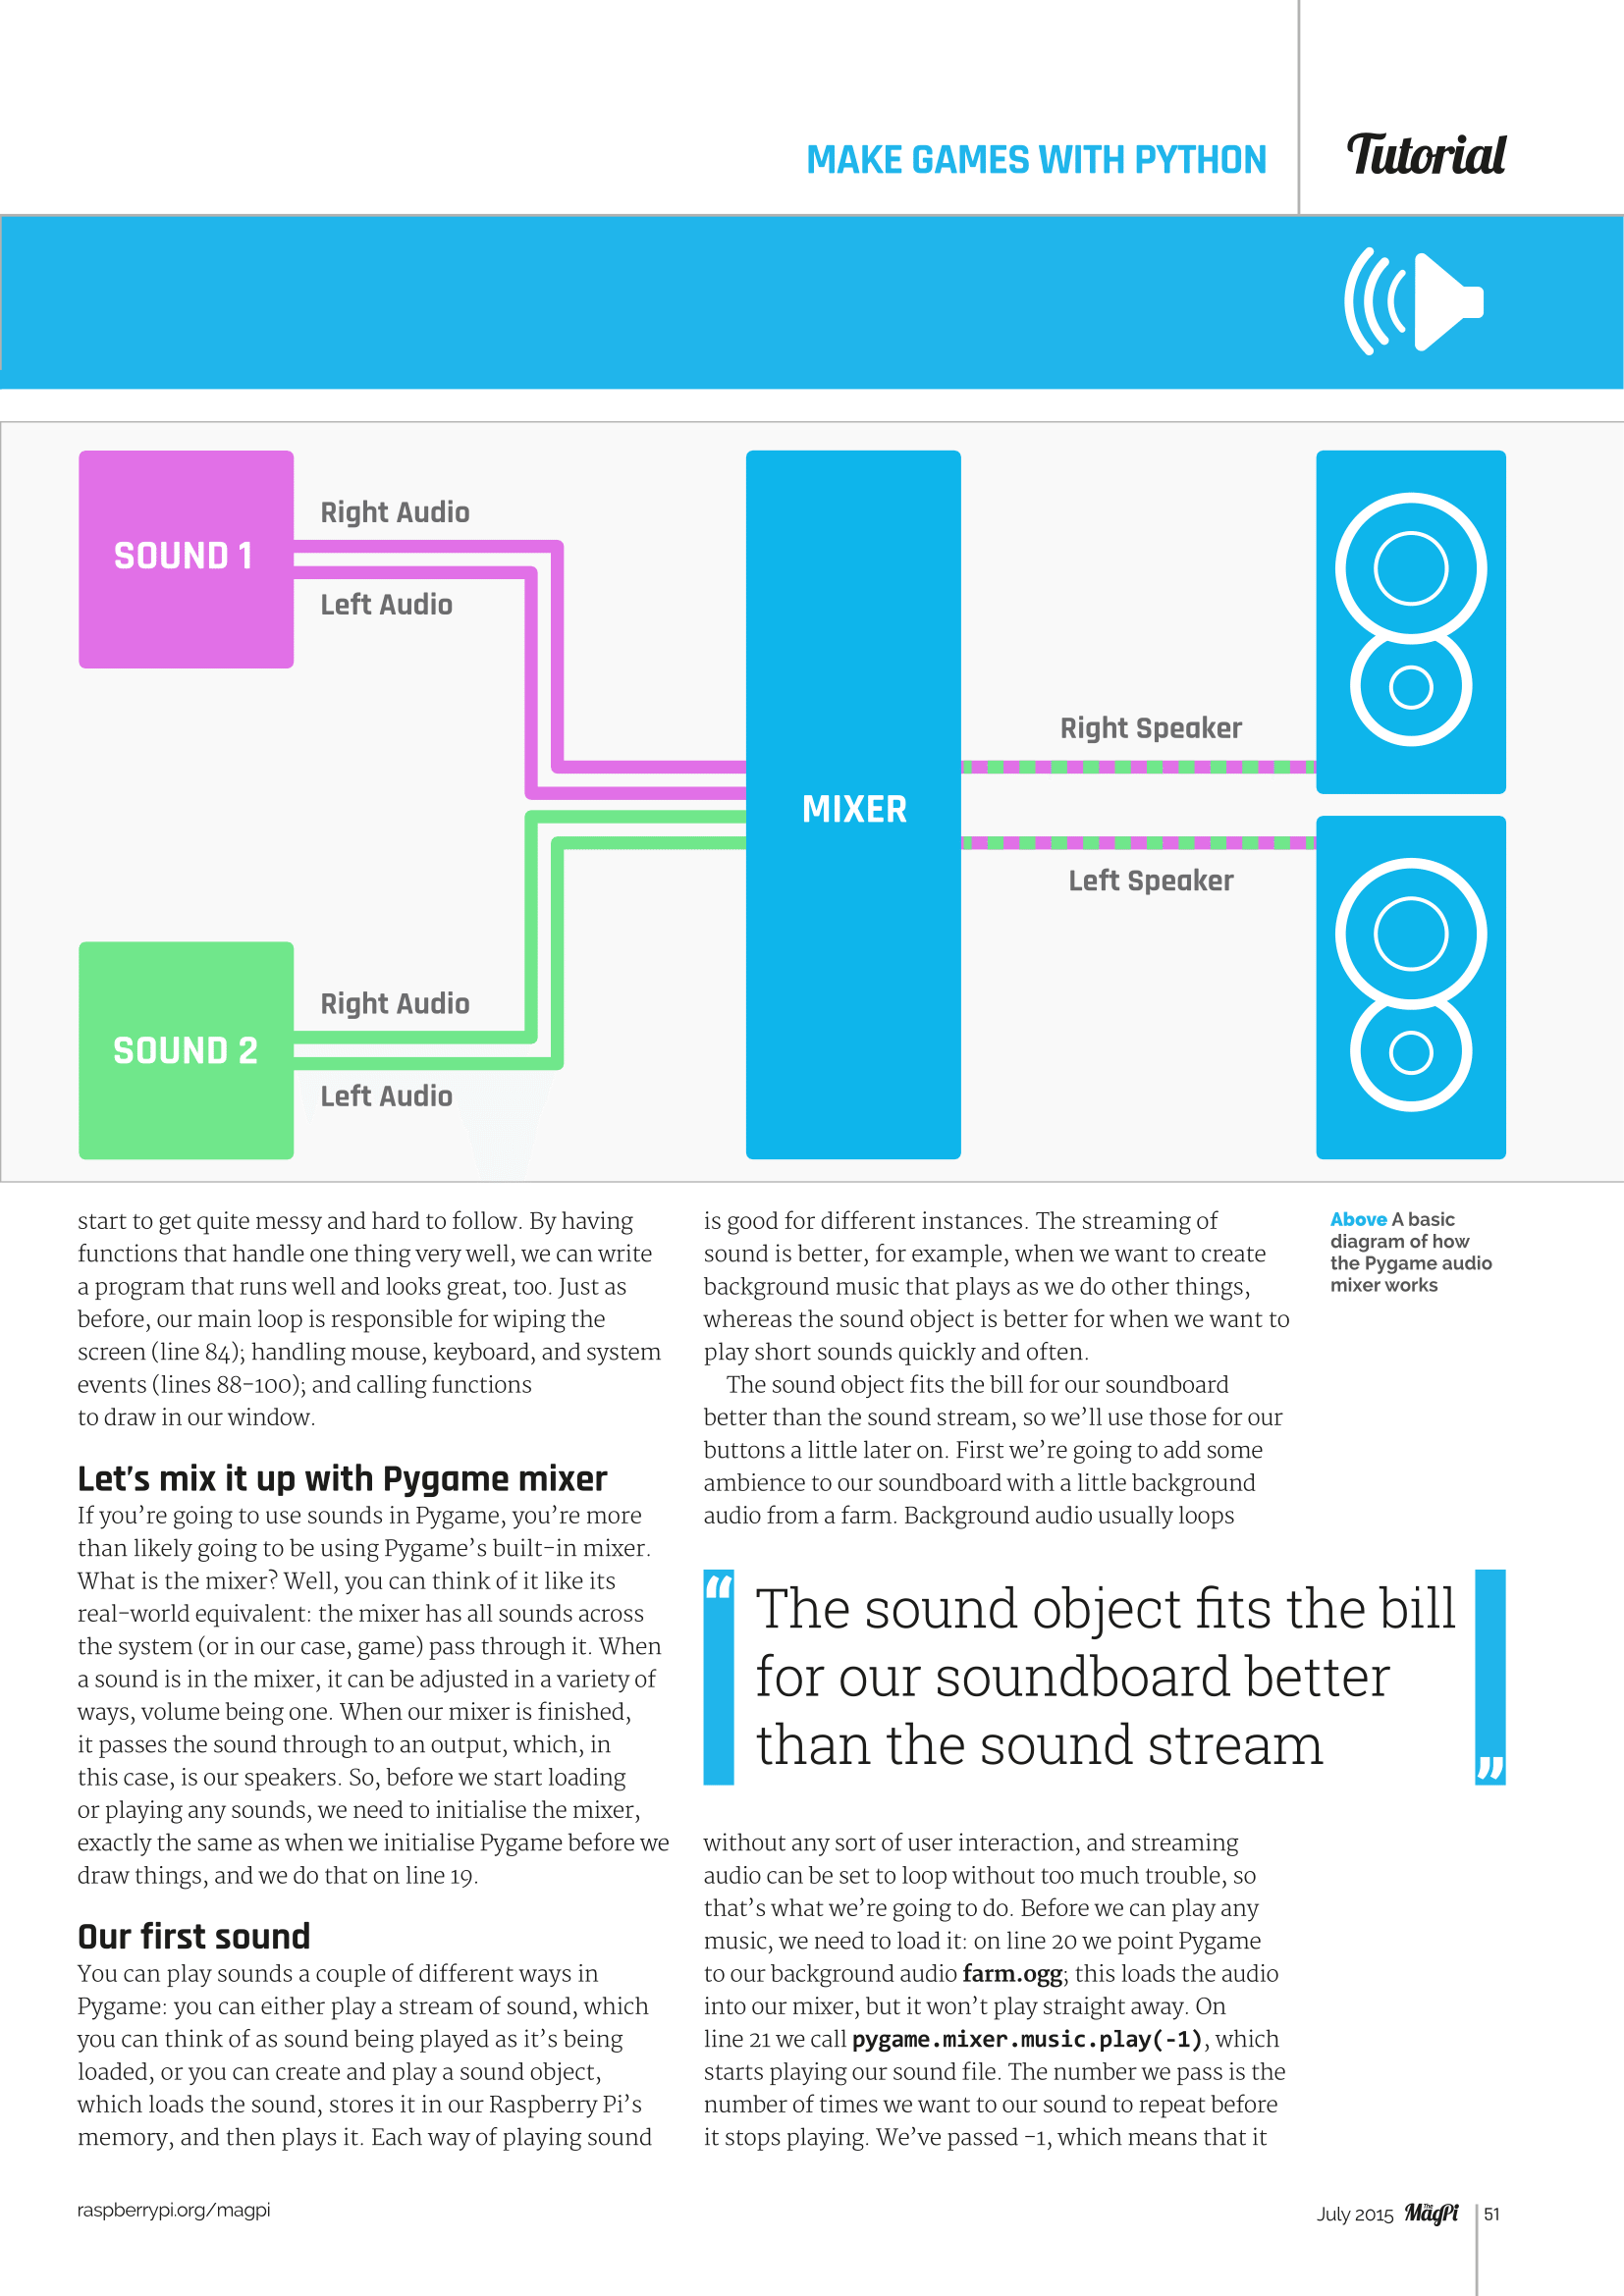 MAKE GAMES WITH PYTHON
Tutorial
SOUND 1
Right Audio
Left Audio
MIXER
Right Speaker
Left Speaker
SOUND 2
Right Audio
Left Audio
start to get quite messy and hard to follow. By having
functions that handle one thing very well, we can write
a program that runs well and looks great, too. Just as
before, our main loop is responsible for wiping the
screen (line 84); handling mouse, keyboard, and system
events (lines 88-100); and calling functions
to draw in our window.
Let's mix it up with Pygame mixer
If you're going to use sounds in Pygame, you're more
than likely going to be using Pygame's built-in mixer.
What is the mixer? Well, you can think of it like its
real-world equivalent: the mixer has all sounds across
the system (or in our case, game) pass through it. When
a sound is in the mixer, it can be adjusted in a variety of
ways, volume being one. When our mixer is finished,
it passes the sound through to an output, which, in
this case, is our speakers. So, before we start loading
or playing any sounds, we need to initialise the mixer,
exactly the same as when we initialise Pygame before we
draw things, and we do that on line 19.
Our first sound
You can play sounds a couple of different ways in
Pygame: you can either play a stream of sound, which
you can think of as sound being played as it's being
loaded, or you can create and play a sound object,
which loads the sound, stores it in our Raspberry Pi's
memory, and then plays it. Each way of playing sound
is good for different instances. The streaming of
sound is better, for example, when we want to create
background music that plays as we do other things,
whereas the sound object is better for when we want to
play short sounds quickly and often.
The sound object fits the bill for our soundboard
better than the sound stream, so we'll use those for our
buttons a little later on. First we're going to add some
ambience to our soundboard with a little background
audio from a farm. Background audio usually loops
“The sound object fits the bill
for our soundboard better
than the sound stream”
without any sort of user interaction, and streaming
audio can be set to loop without too much trouble, so
that's what we're going to do. Before we can play any
music, we need to load it: on line 20 we point Pygame
to our background audio farm.ogg; this loads the audio
into our mixer, but it won't play straight away. On
line 21 we call pygame.mixer.music.play(-1), which
starts playing our sound file. The number we pass is the
number of times we want to our sound to repeat before
it stops playing. We've passed -1, which means that it
Above A basic
diagram of how
the Pygame audio
mixer works
raspberrypi.org/magpi
July 2015 The MagPi 51